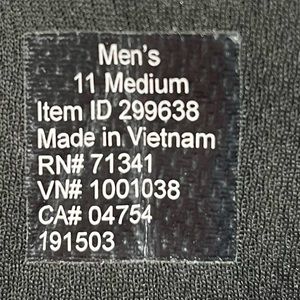 Men's
11 Medium
Item ID 299638
Made in Vietnam
RN# 71341
VN# 1001038
CA# 04754
191503